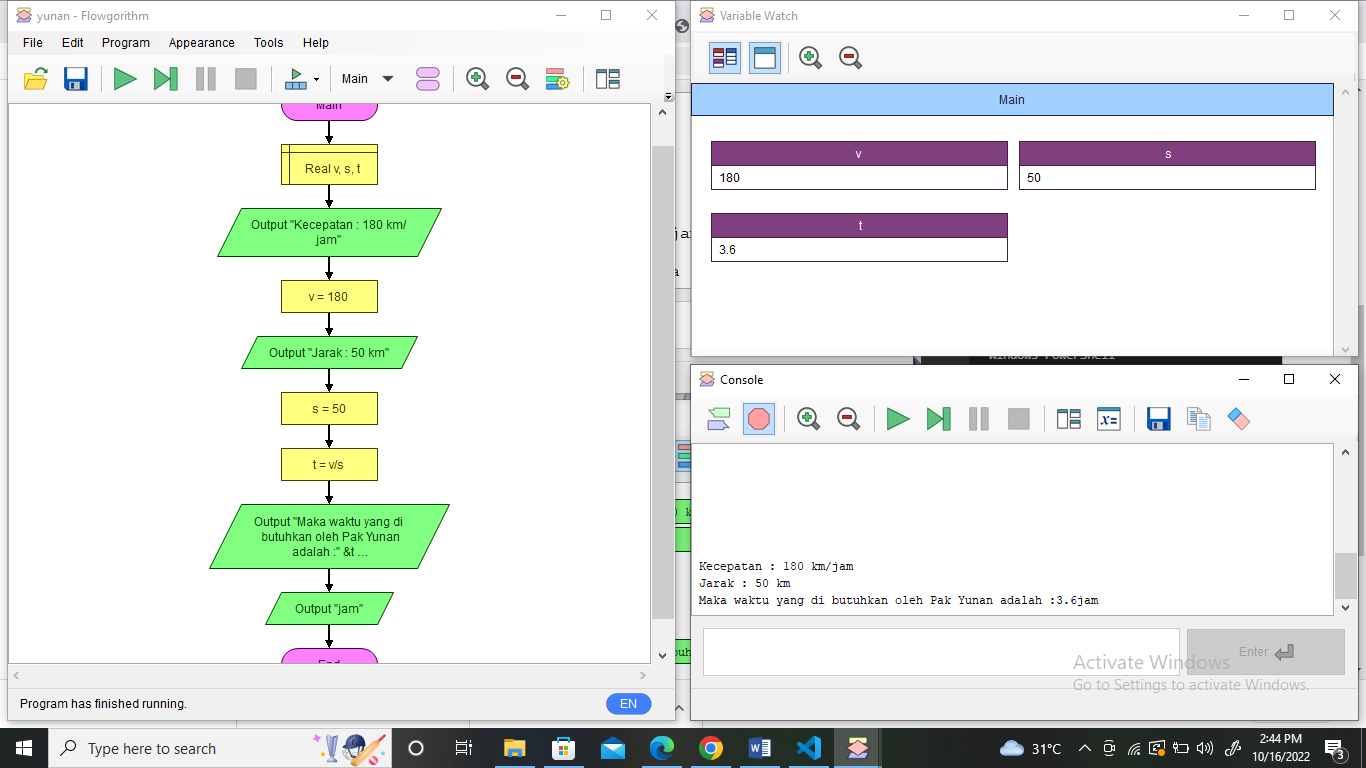 yunan - Flowgorithm
File Edit Program Appearance Tools Help
Main
Main
Real v, s, t
Output "Kecepatan : 180 km/
jam"
v = 180
Output "Jarak : 50 km"
s = 50
t = v/s
Output "Maka waktu yang di
butuhkan oleh Pak Yunan
adalah :" &t ...
Output "jam"
End
Program has finished running.
EN
Variable Watch
Main
v
180
s
50
t
3.6
Windows PowerShell
Console
x=
Kecepatan : 180 km/jam
Jarak : 50 km
Maka waktu yang di butuhkan oleh Pak Yunan adalah :3.6jam
Enter
Activate Windows
Go to Settings to activate Windows.
Type here to search
31°C
2:44 PM
10/16/2022
3